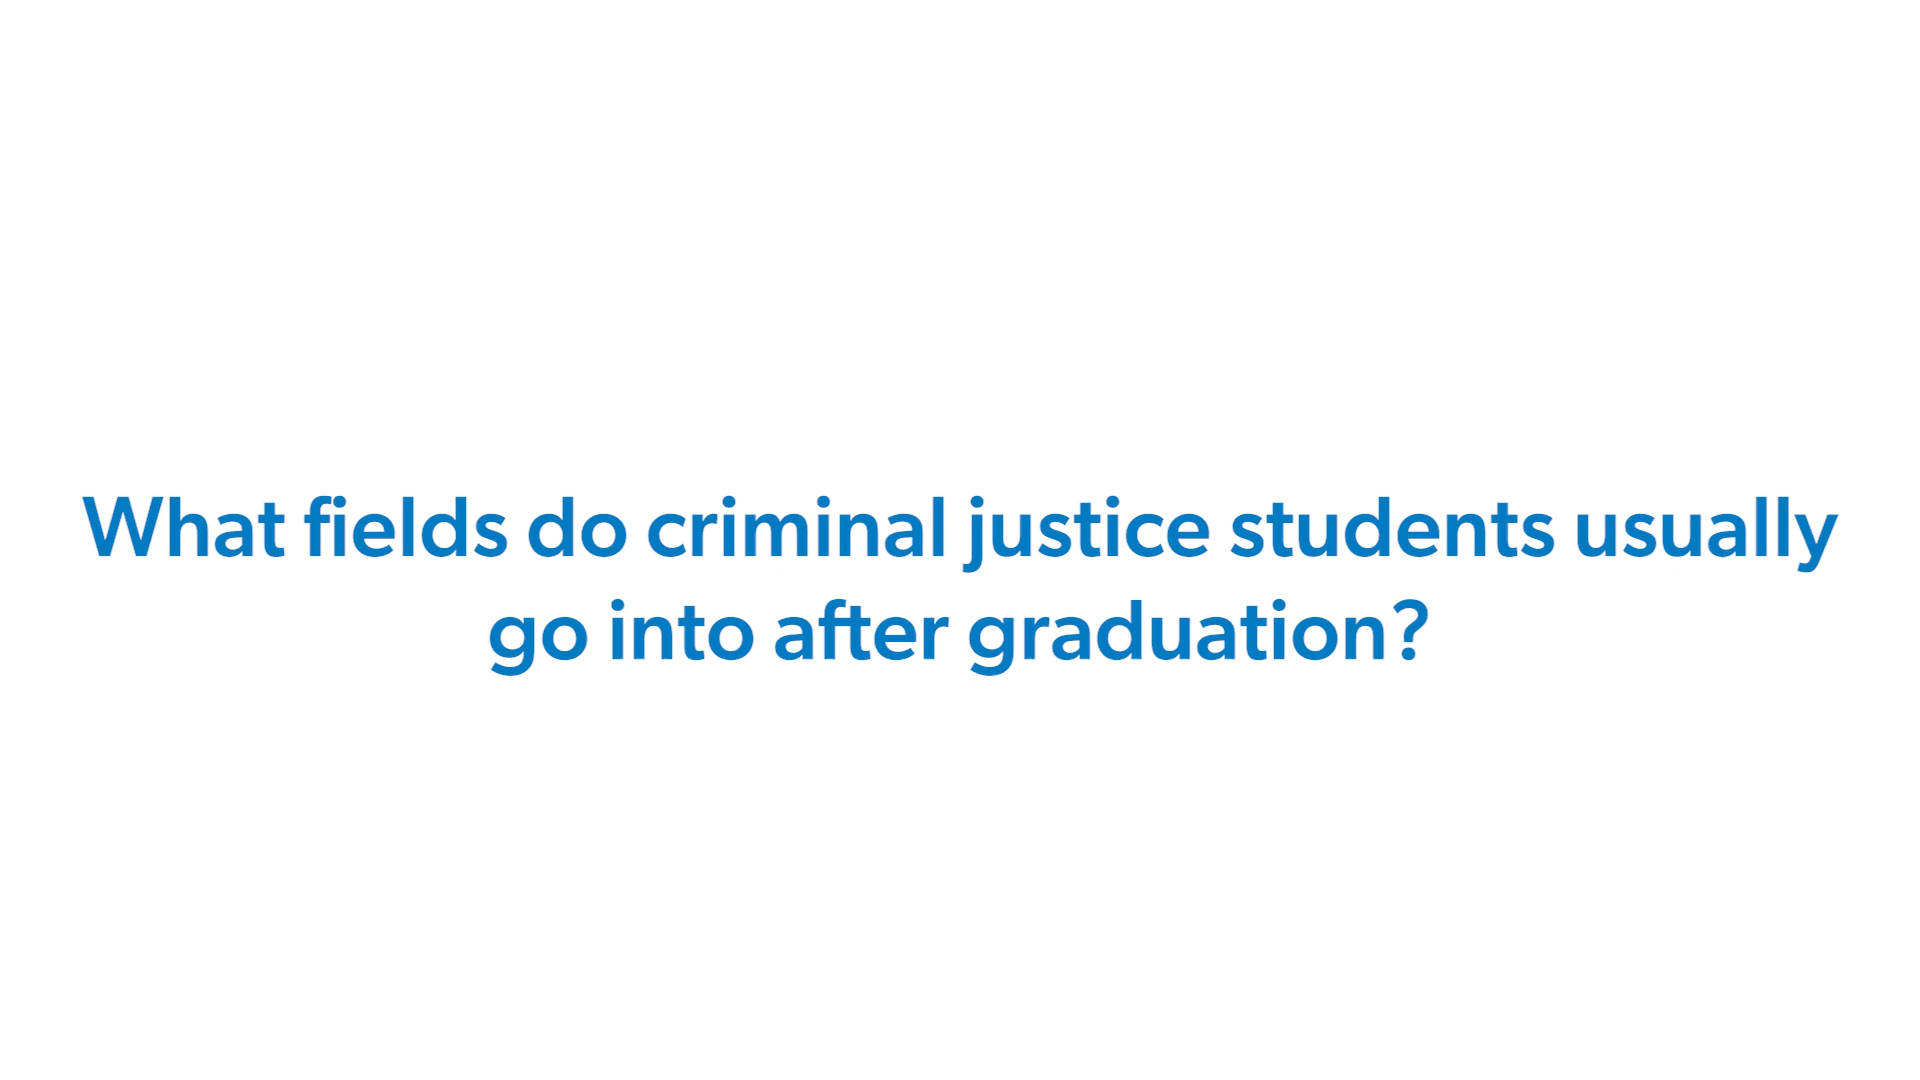 What fields do criminal justice students usually
go into after graduation?